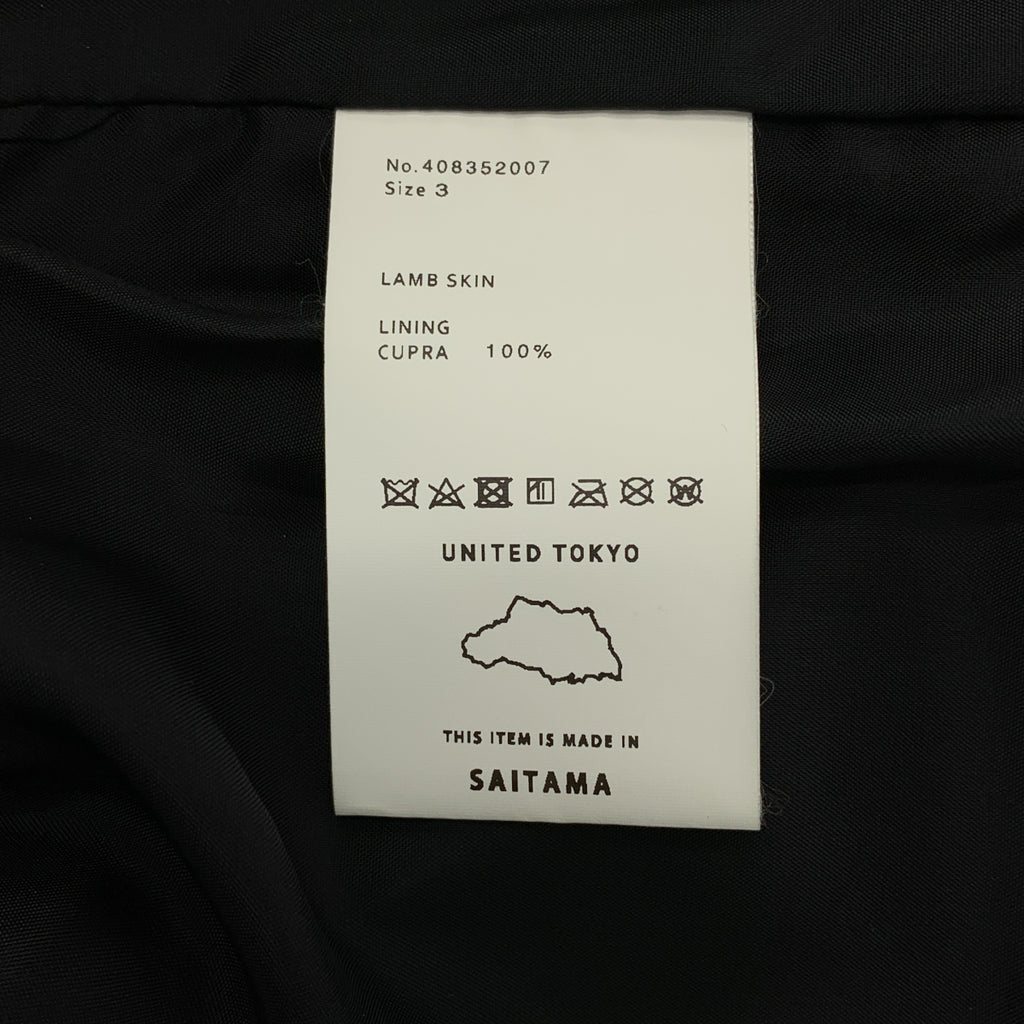 No.408352007
Size 3
LAMB SKIN
LINING
CUPRA 100%
UNITED TOKYO
THIS ITEM IS MADE IN
SAITAMA